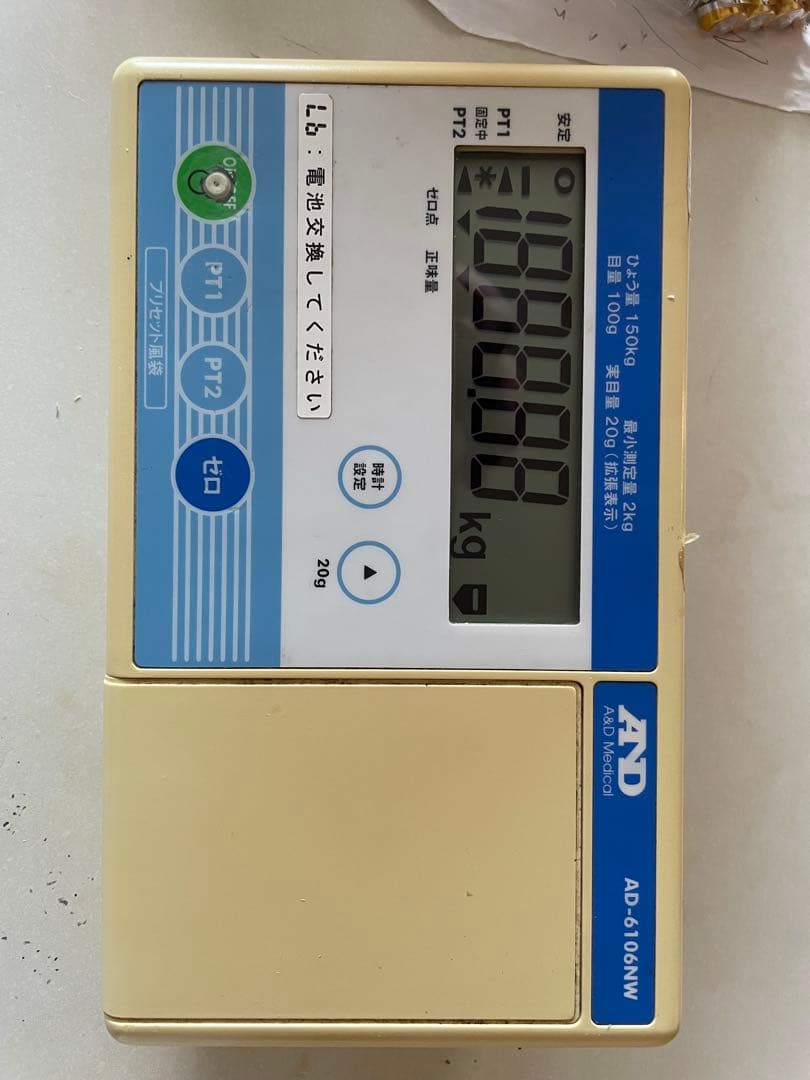 ひょう量 150kg 最小測定量 2kg
目量 100g 実目量 20g(拡張表示)
AND
A&D Medical
AD-6106NW
安定
PT1
固定中
PT2
188888 kg
ゼロ点 正味量
時計
設定
▲
20g
Lb:電池交換してください
PT1
PT2
ゼロ
プリセット風袋